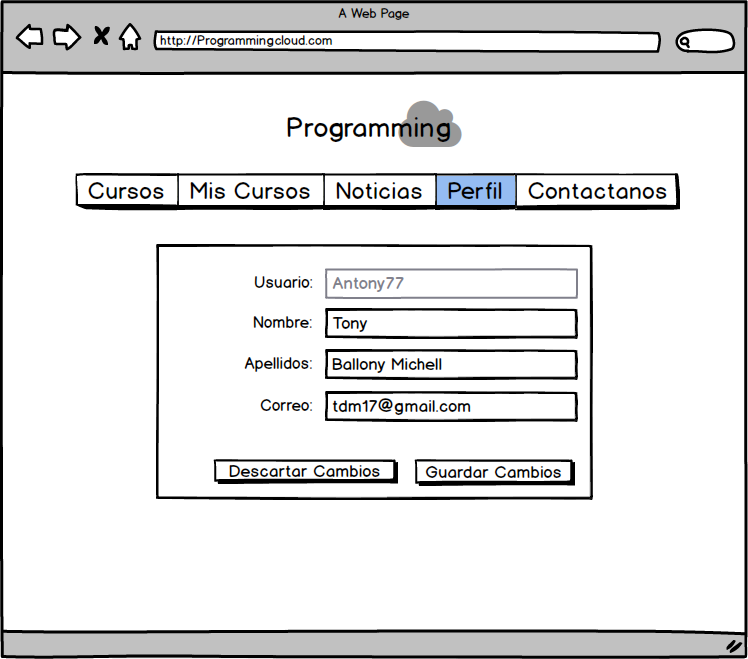 A Web Page
http://Programmingcloud.com
Programming
Cursos Mis Cursos Noticias Perfil Contactanos
Usuario: Antony77
Nombre: Tony
Apellidos: Ballony Michell
Correo: tdm17@gmail.com
Descartar Cambios Guardar Cambios